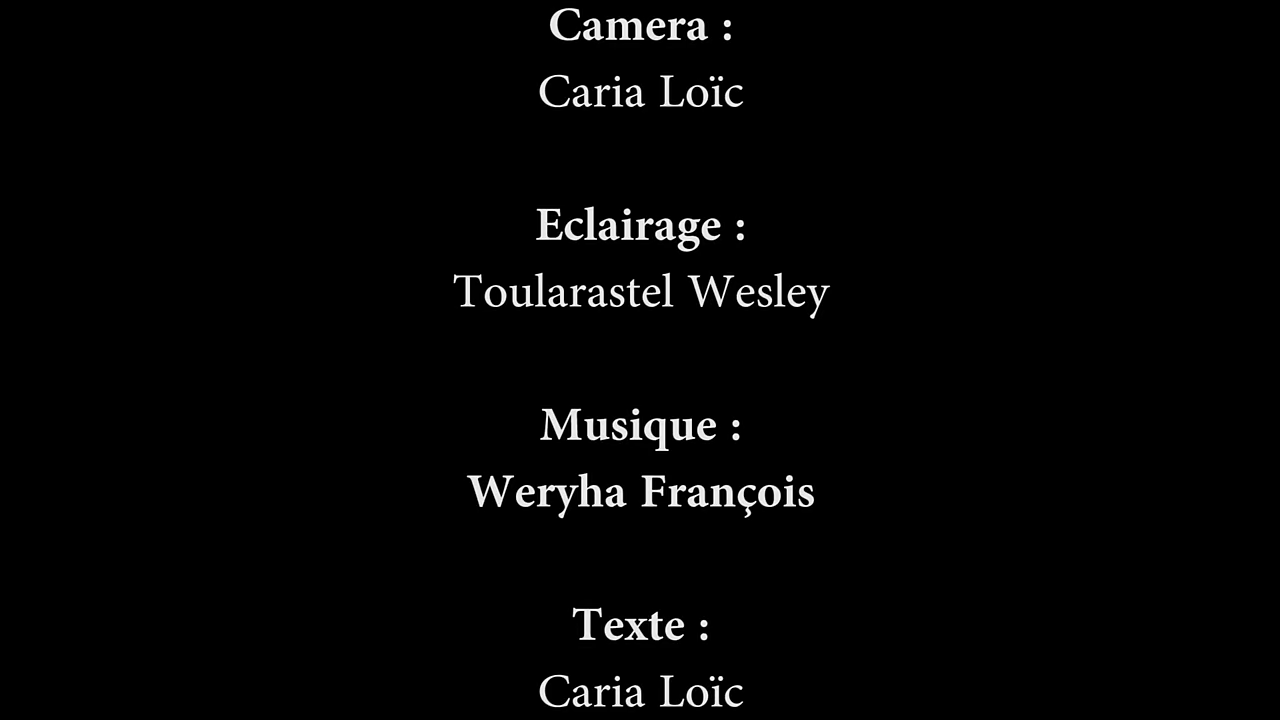 Camera :
Caria Loïc
Eclairage :
Toularastel Wesley
Musique :
Weryha François
Texte :
Caria Loïc